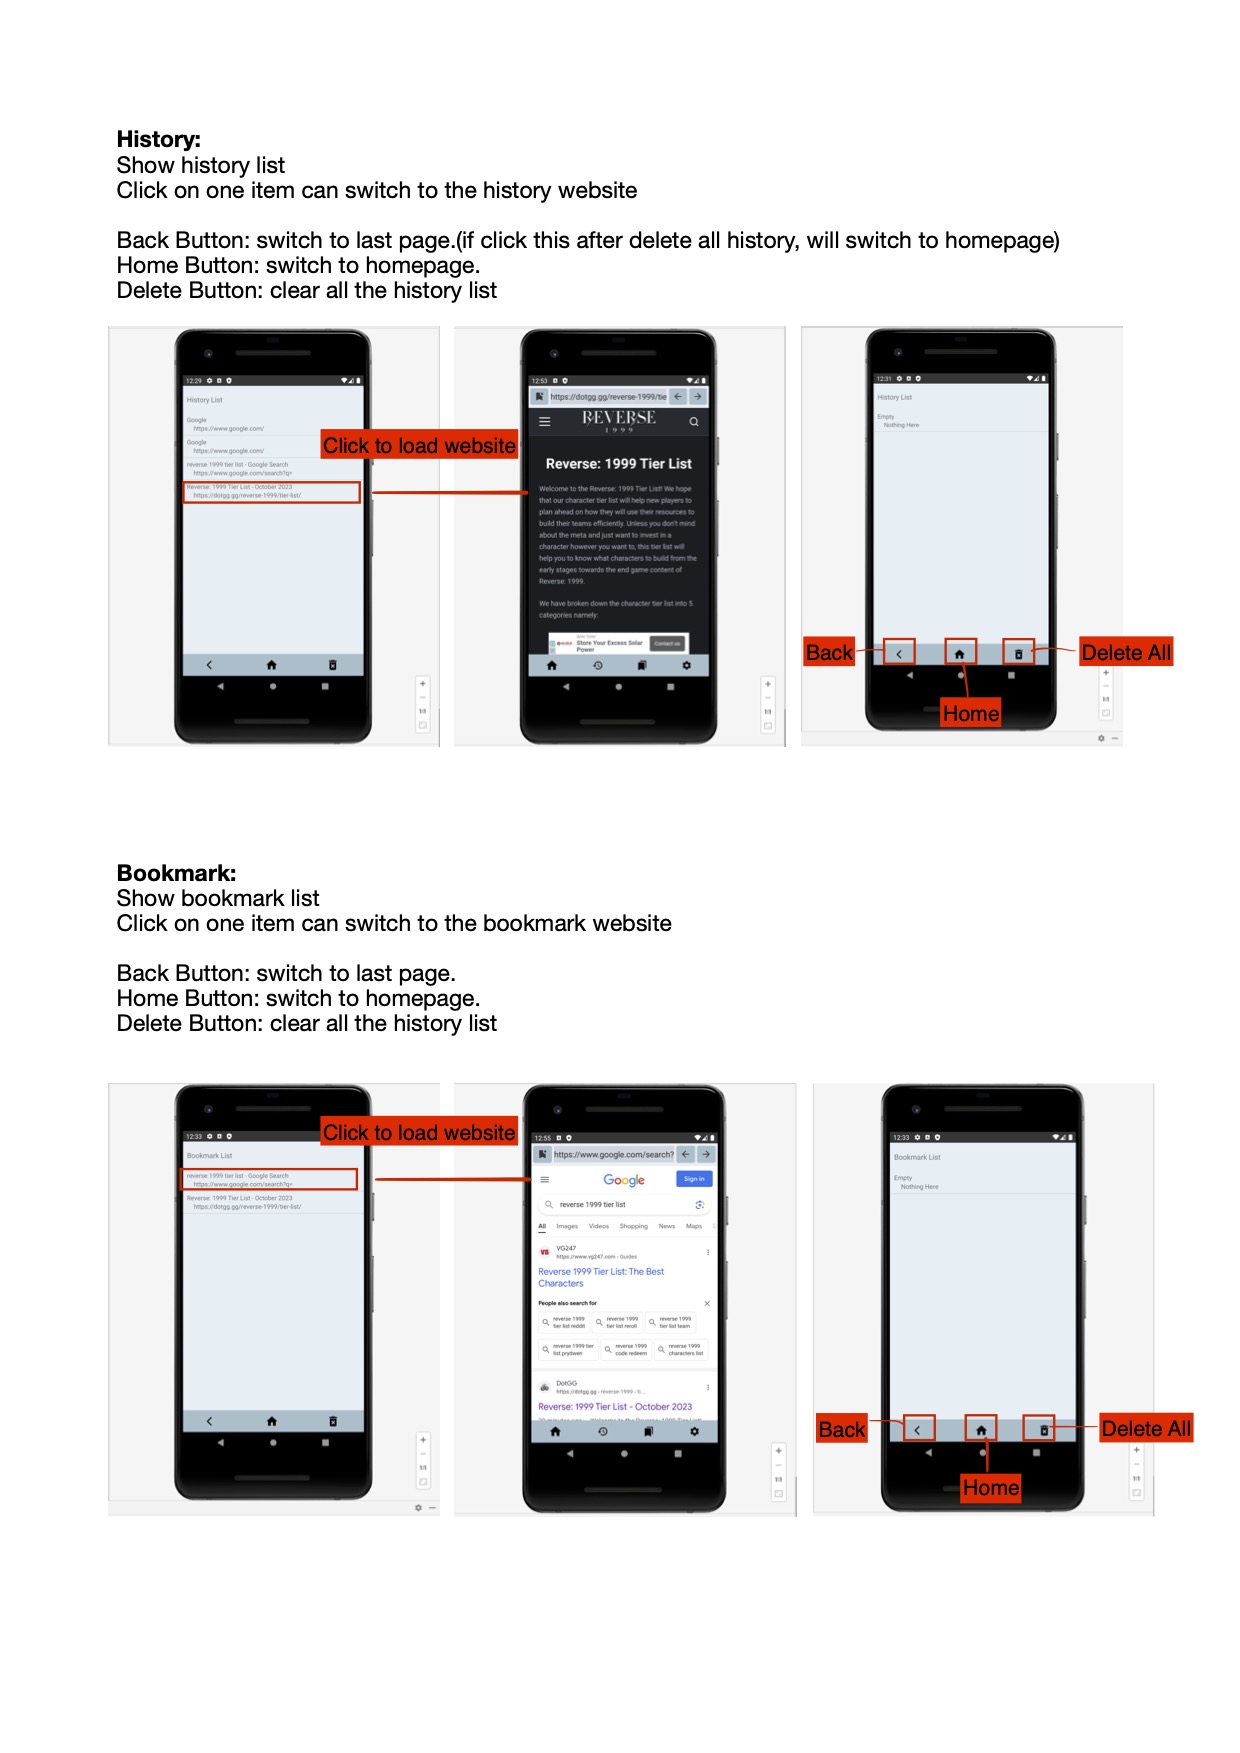 History:
Show history list
Click on one item can switch to the history website
Back Button: switch to last page.(if click this after delete all history, will switch to homepage)
Home Button: switch to homepage.
Delete Button: clear all the history list
12:29
History List
Google
https://www.google.com/
Google
https://www.google.com/
reverse 1999 tier list - Google Search
https://www.google.com/search?q=
Reverse: 1999 Tier List - October 2023
https://dotgg.gg/reverse-1999/tier-list/
Click to load website
12:53
https://dotgg.gg/reverse-1999/tie
REVERSE
1999
Reverse: 1999 Tier List
Welcome to the Reverse: 1999 Tier List! We hope
that our character tier list will help new players to
plan ahead on how they will use their resources to
build their teams efficiently. Unless you don't mind
about the meta and just want to invest in a
character however you want to, this tier list will
help you to know what characters to build from the
early stages towards the end game content of
Reverse: 1999.
We have broken down the character tier list into 5
categories namely:
Store Your Excess Solar
Power
Contact us
12:31
History List
Empty
Nothing Here
Back
Home
Delete All
1:1
1:1
1:1
Bookmark:
Show bookmark list
Click on one item can switch to the bookmark website
Back Button: switch to last page.
Home Button: switch to homepage.
Delete Button: clear all the history list
12:33
Bookmark List
reverse 1999 tier list - Google Search
https://www.google.com/search?q=
Reverse: 1999 Tier List - October 2023
https://dotgg.gg/reverse-1999/tier-list/
Click to load website
12:55
https://www.google.com/search?
Google
Sign in
reverse 1999 tier list
All Images Videos Shopping News Maps
VG
VG247
https://www.vg247.com › Guides
Reverse 1999 Tier List: The Best
Characters
People also search for
reverse 1999
tier list reddit
reverse 1999
tier list reroll
reverse 1999
tier list team
reverse 1999 tier
list prydwen
reverse 1999
code redeem
reverse 1999
characters list
DotGG
https://dotgg.gg › reverse-1999 › ti...
Reverse: 1999 Tier List - October 2023
12:33
Bookmark List
Empty
Nothing Here
Back
Home
Delete All
1:1
1:1
1:1